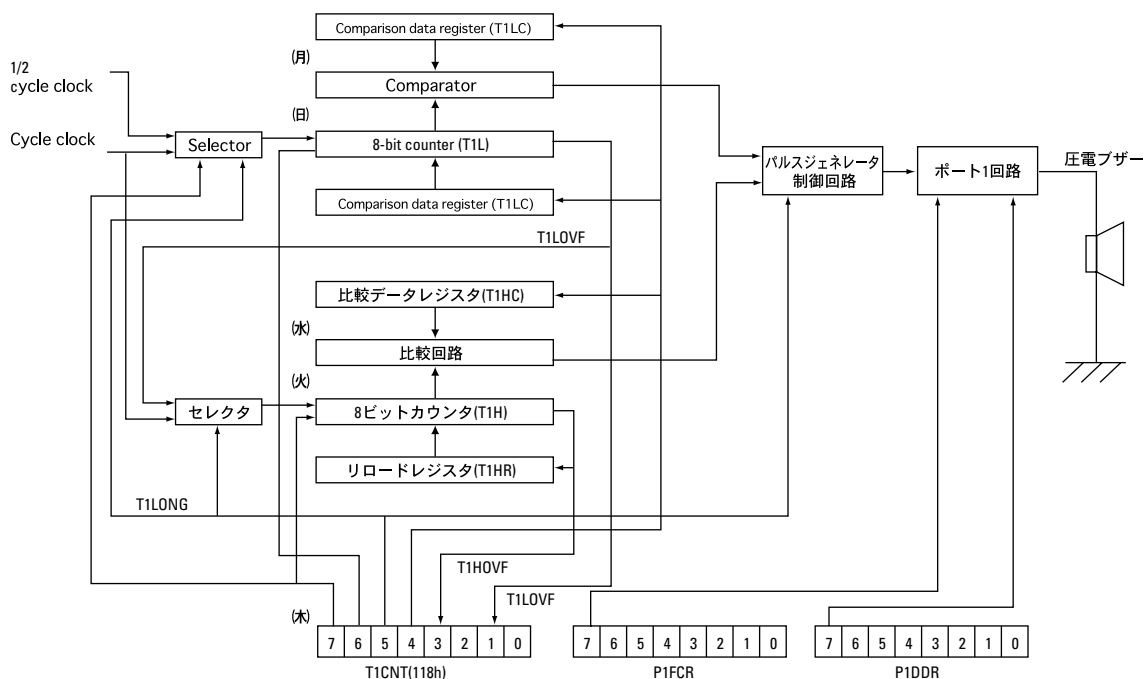 Comparison data register (T1LC)
㈪
1/2
cycle clock
Comparator
㈰
Cycle clock
Selector
8-bit counter (T1L)
パルスジェネレータ
制御回路
ポート1回路
圧電ブザー
Comparison data register (T1LC)
T1LOVF
比較データレジスタ(T1HC)
㈬
比較回路
㈫
セレクタ
8ビットカウンタ(T1H)
リロードレジスタ(T1HR)
T1LONG
T1HOVF
T1LOVF
㈭
7 6 5 4 3 2 1 0
7 6 5 4 3 2 1 0
7 6 5 4 3 2 1 0
T1CNT(118h)
P1FCR
P1DDR